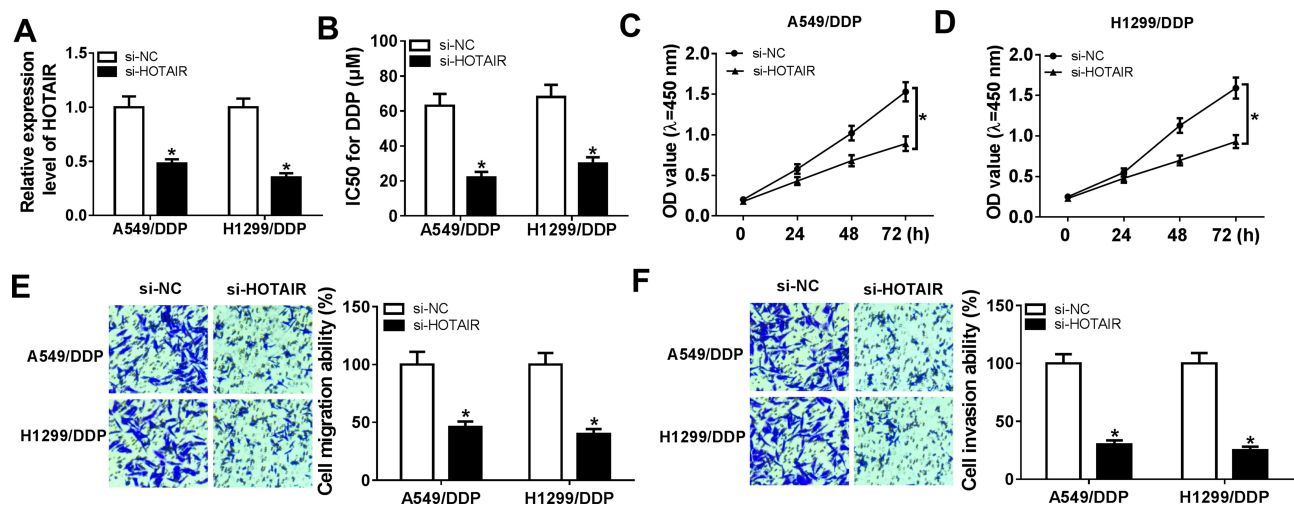 A
Relative expression
level of HOTAIR
si-NC
si-HOTAIR
1.5
1.0
0.5
0.0
*
*
A549/DDP H1299/DDP
B
IC50 for DDP (µM)
si-NC
si-HOTAIR
100
80
60
40
20
0
*
*
A549/DDP H1299/DDP
C
A549/DDP
OD value (λ=450 nm)
si-NC
si-HOTAIR
2.0
1.5
1.0
0.5
0.0
*
0 24 48 72 (h)
D
H1299/DDP
OD value (λ=450 nm)
si-NC
si-HOTAIR
2.0
1.5
1.0
0.5
0.0
*
0 24 48 72 (h)
E
si-NC si-HOTAIR
A549/DDP
H1299/DDP
Cell migration ability (%)
si-NC
si-HOTAIR
150
100
50
0
*
*
A549/DDP H1299/DDP
F
si-NC si-HOTAIR
A549/DDP
H1299/DDP
Cell invasion ability (%)
si-NC
si-HOTAIR
150
100
50
0
*
*
A549/DDP H1299/DDP